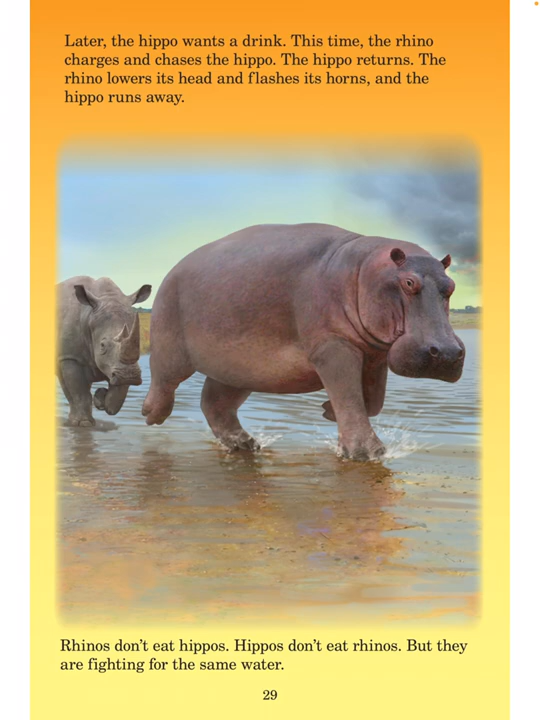 Later, the hippo wants a drink. This time, the rhino
charges and chases the hippo. The hippo returns. The
rhino lowers its head and flashes its horns, and the
hippo runs away.
Rhinos don't eat hippos. Hippos don't eat rhinos. But they
are fighting for the same water.
29